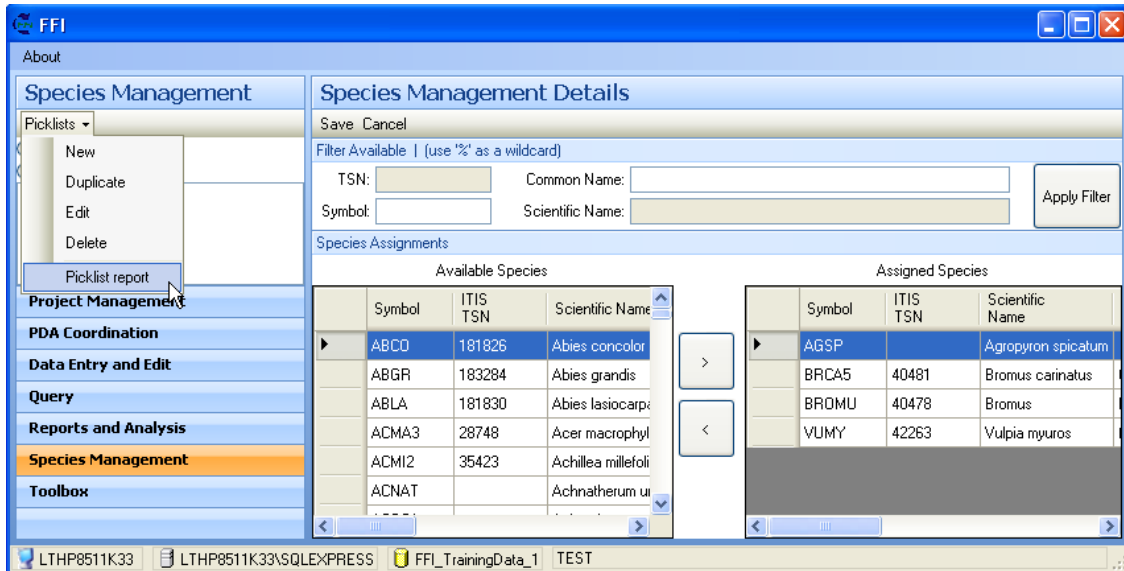 FFI
About
Species Management
Picklists
New
Duplicate
Edit
Delete
Picklist report
Project Management
PDA Coordination
Data Entry and Edit
Query
Reports and Analysis
Species Management
Toolbox
Species Management Details
Save Cancel
Filter Available | (use '%' as a wildcard)
TSN: Common Name:
Symbol: Scientific Name:
Apply Filter
Species Assignments
Available Species
Symbol ITIS TSN Scientific Name
ABCO 181826 Abies concolor
ABGR 183284 Abies grandis
ABLA 181830 Abies lasiocarpa
ACMA3 28748 Acer macrophyl
ACMI2 35423 Achillea millefoli
ACNAT Achnatherum
>
<
Assigned Species
Symbol ITIS TSN Scientific Name
AGSP Agropyron spicatum
BRCA5 40481 Bromus carinatus
BROMU 40478 Bromus
VUMY 42263 Vulpia myuros
LTHP8511K33 LTHP8511K33\SQLEXPRESS FFI_TrainingData_1 TEST